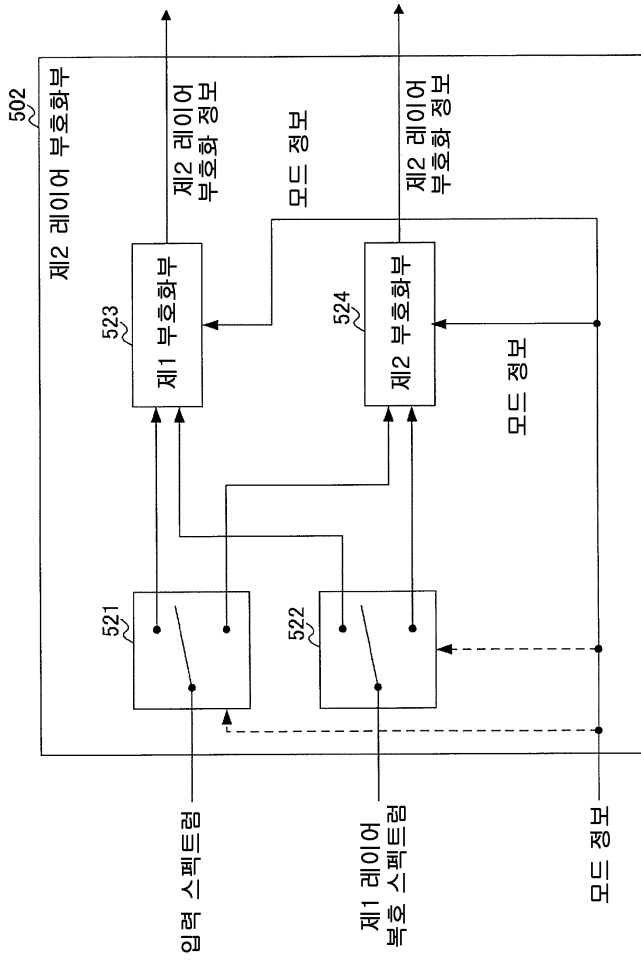 502
제2 레이어 부호화부
입력 스펙트럼
521
523
제1 부호화부
제2 레이어
부호화 정보
모드 정보
제1 레이어
복호 스펙트럼
522
524
제2 부호화부
제2 레이어
부호화 정보
모드 정보
모드 정보